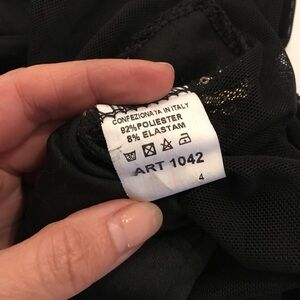 CONFEZIONATA IN ITALY
92% POLIESTER
8% ELASTAM
ART 1042
4